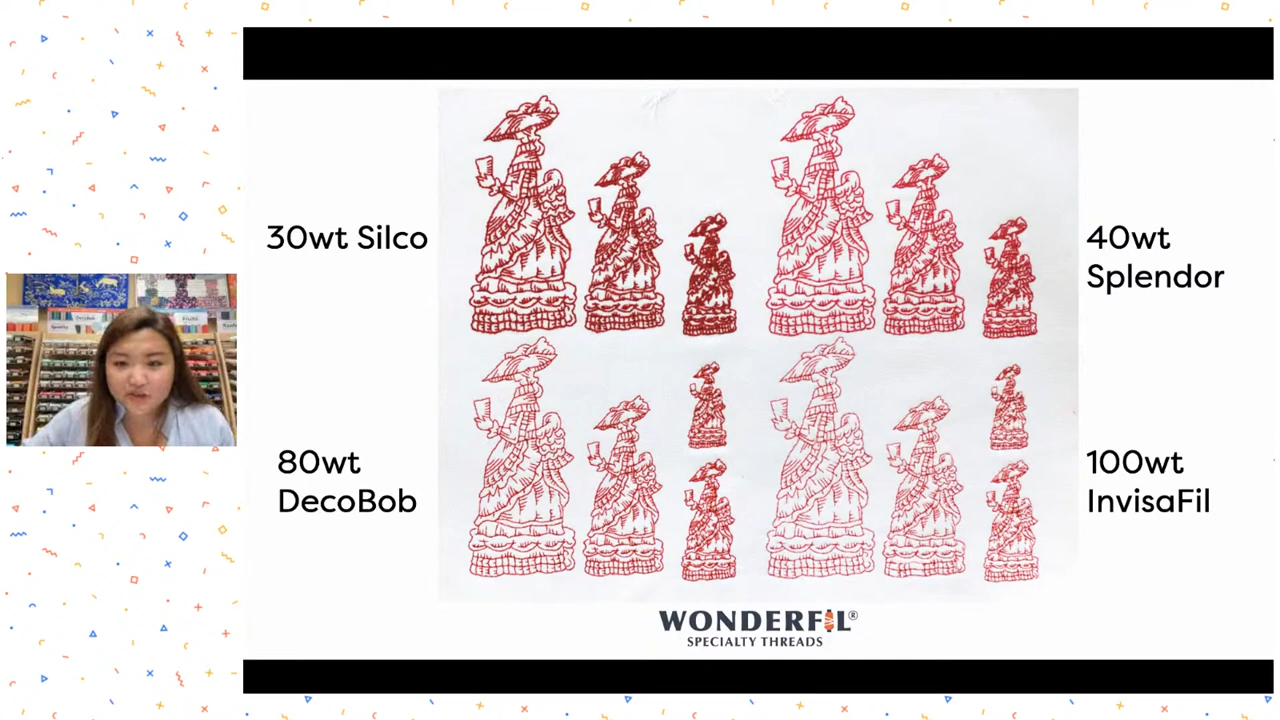 30wt Silco
40wt
Splendor
80wt
DecoBob
100wt
InvisaFil
WONDERFIL®
SPECIALTY THREADS